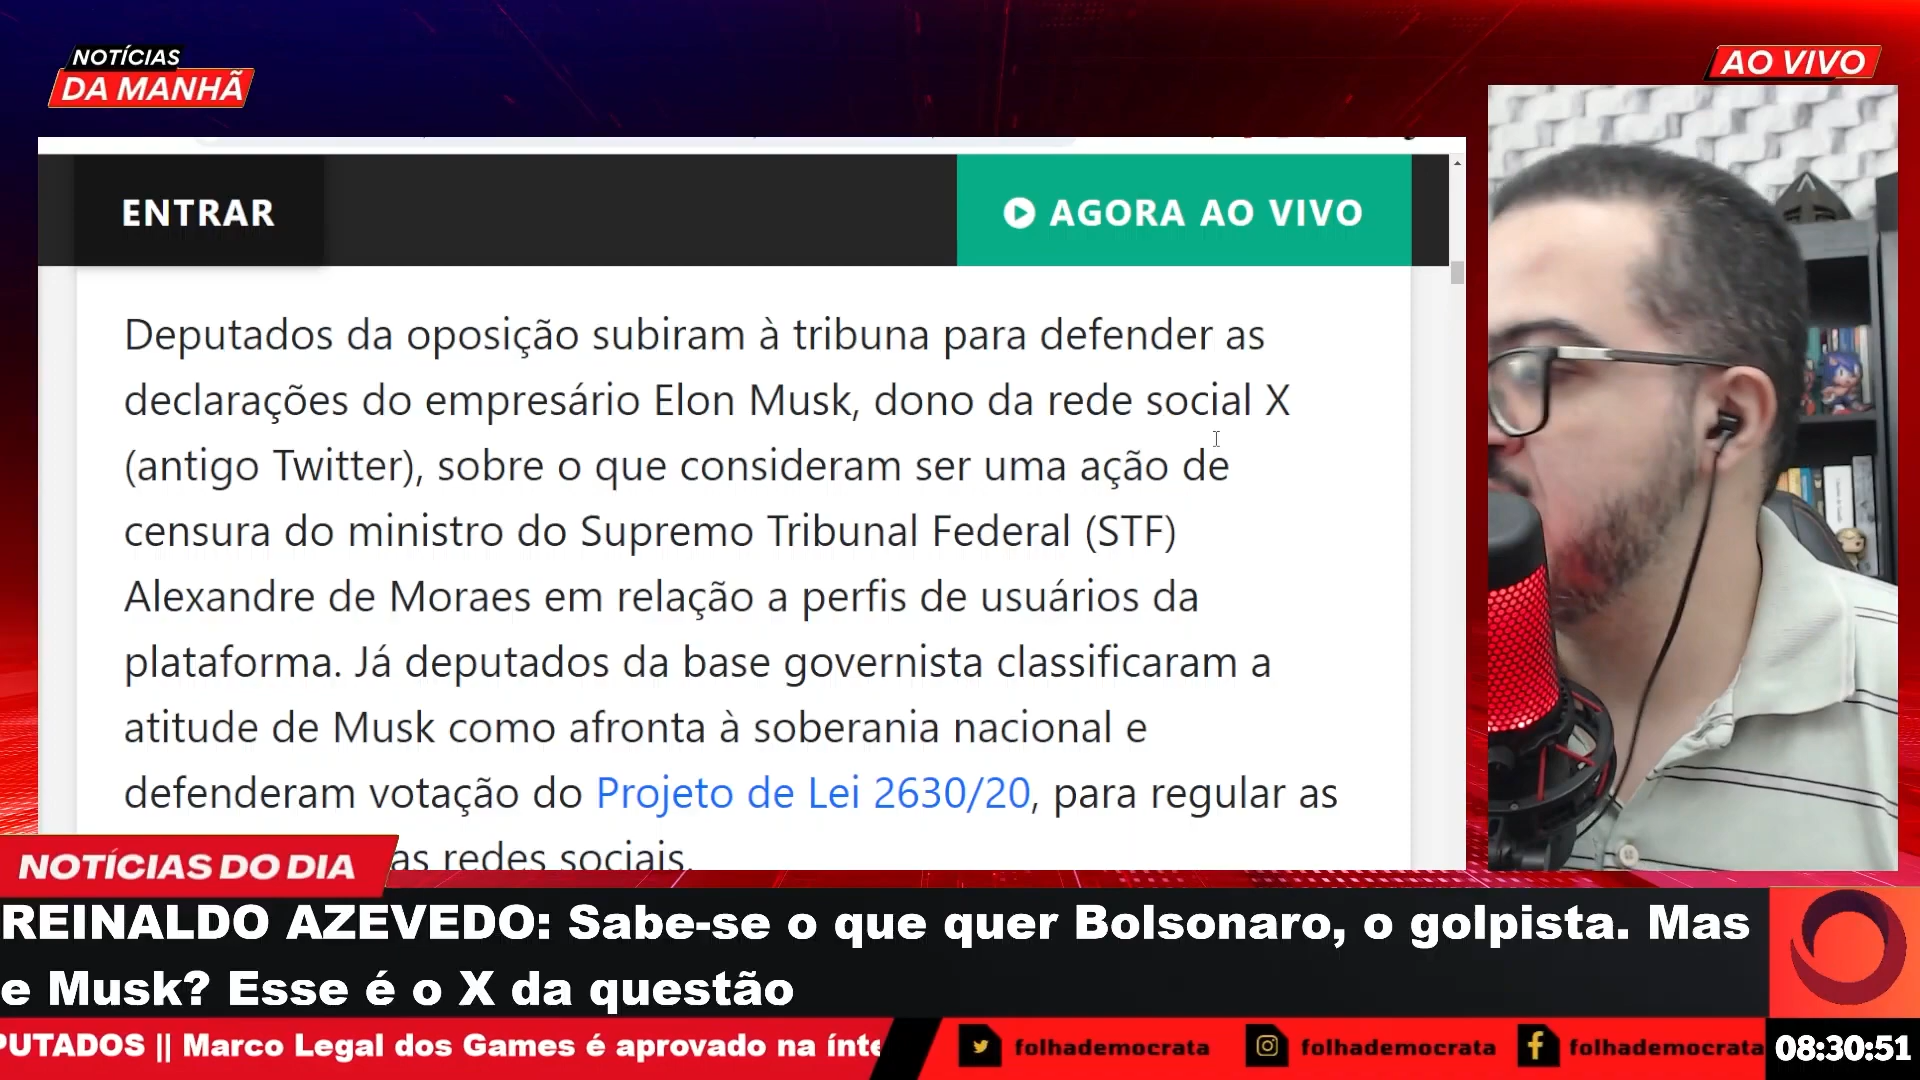 NOTÍCIAS
DA MANHÃ
AO VIVO
ENTRAR
AGORA AO VIVO
Deputados da oposição subiram à tribuna para defender as
declarações do empresário Elon Musk, dono da rede social X
(antigo Twitter), sobre o que consideram ser uma ação de
censura do ministro do Supremo Tribunal Federal (STF)
Alexandre de Moraes em relação a perfis de usuários da
plataforma. Já deputados da base governista classificaram a
atitude de Musk como afronta à soberania nacional e
defenderam votação do Projeto de Lei 2630/20, para regular as
as redes sociais.
NOTÍCIAS DO DIA
REINALDO AZEVEDO: Sabe-se o que quer Bolsonaro, o golpista. Mas
e Musk? Esse é o X da questão
PUTADOS || Marco Legal dos Games é aprovado na ínte
folhademocrata
folhademocrata
folhademocrata
08:30:51